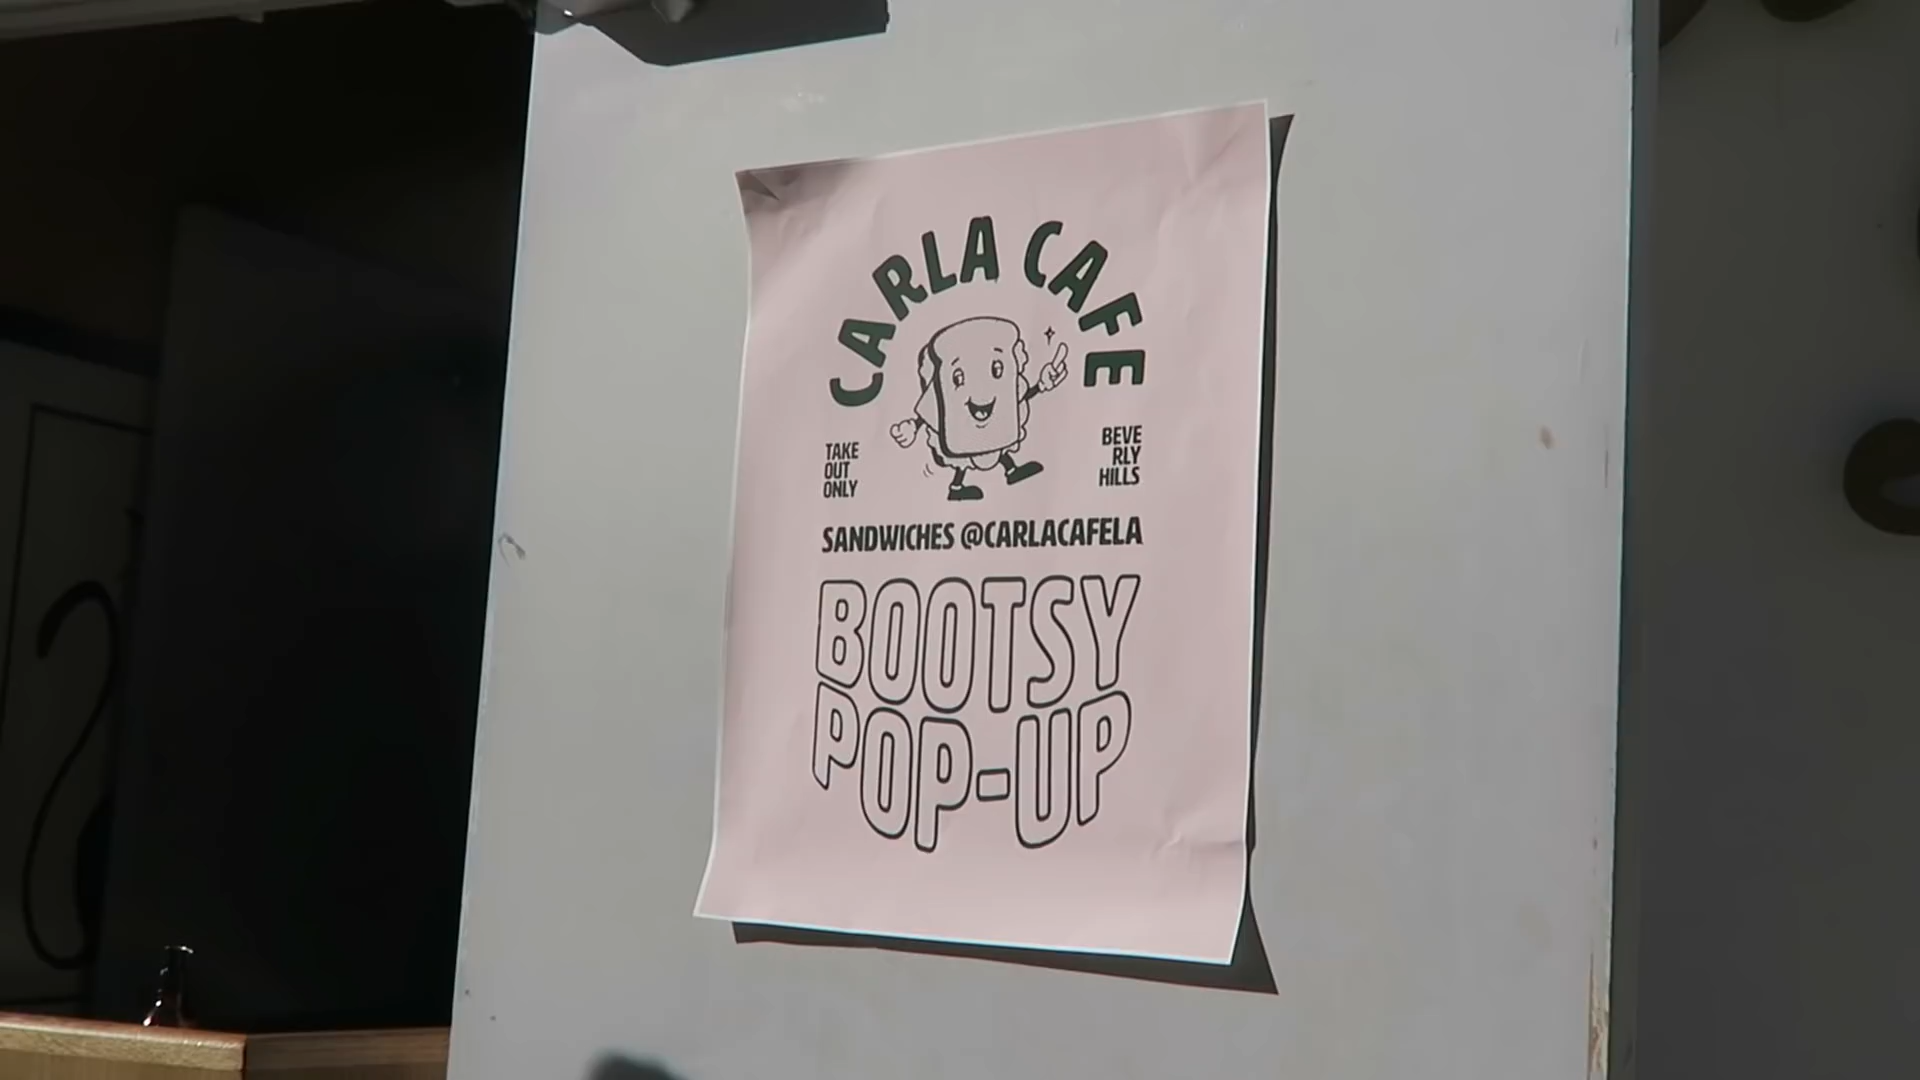 CARLA CAFE
TAKE
OUT
ONLY
BEVE
RLY
HILLS
SANDWICHES @CARLACAFELA
BOOTSY
POP-UP